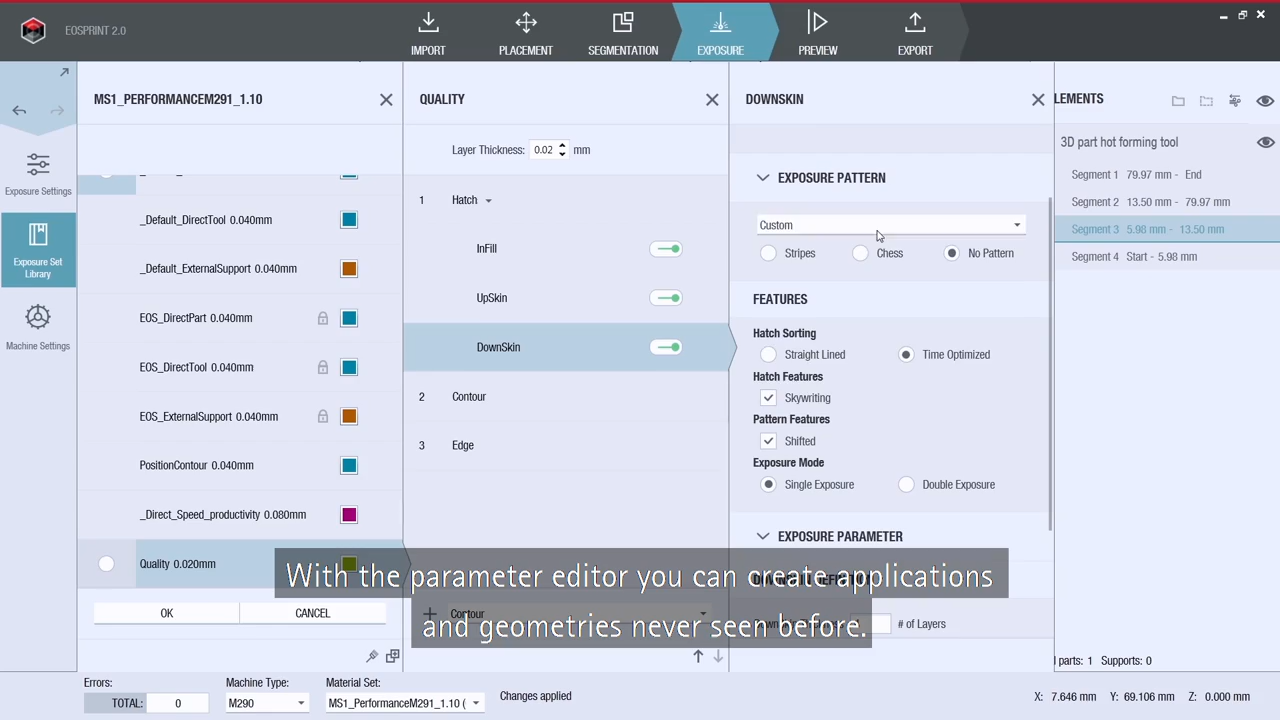 EOSPRINT 2.0
IMPORT
PLACEMENT
SEGMENTATION
EXPOSURE
PREVIEW
EXPORT
Exposure Settings
Exposure Set
Library
Machine Settings
MS1_PERFORMANCEM291_1.10
_Default_DirectTool 0.040mm
_Default_ExternalSupport 0.040mm
EOS_DirectPart 0.040mm
EOS_DirectTool 0.040mm
EOS_ExternalSupport 0.040mm
PositionContour 0.040mm
_Direct_Speed_productivity 0.080mm
Quality 0.020mm
OK
CANCEL
QUALITY
Layer Thickness: 0.02 mm
1 Hatch
InFill
UpSkin
DownSkin
2 Contour
3 Edge
Contour
DOWNSKIN
EXPOSURE PATTERN
Custom
Stripes
Chess
No Pattern
FEATURES
Hatch Sorting
Straight Lined
Time Optimized
Hatch Features
Skywriting
Pattern Features
Shifted
Exposure Mode
Single Exposure
Double Exposure
EXPOSURE PARAMETER
# of Layers
LEMENTS
3D part hot forming tool
Segment 1 79.97 mm - End
Segment 2 13.50 mm - 79.97 mm
Segment 3 5.98 mm - 13.50 mm
Segment 4 Start - 5.98 mm
With the parameter editor you can create applications
and geometries never seen before.
parts: 1 Supports: 0
Errors:
TOTAL: 0
Machine Type:
M290
Material Set:
MS1_PerformanceM291_1.10 (
Changes applied
X: 7.646 mm Y: 69.106 mm Z: 0.000 mm